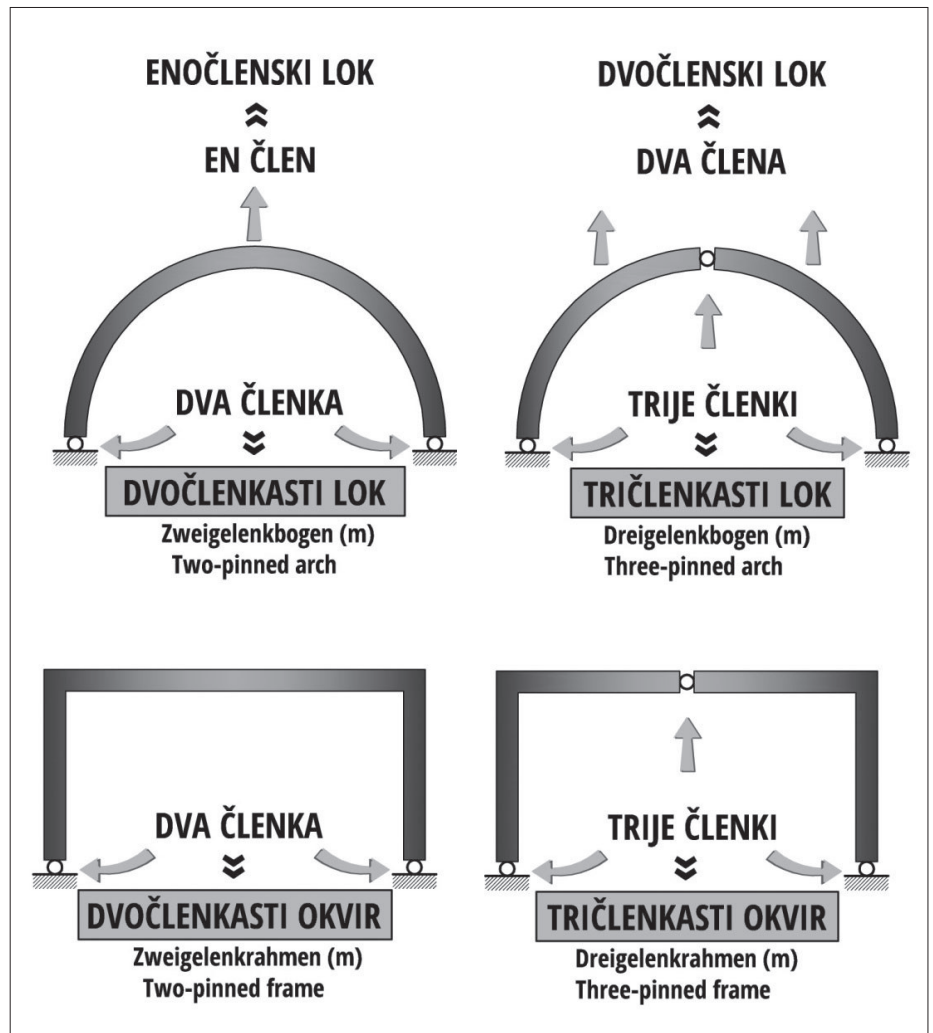 ENOČLENSKI LOK
EN ČLEN
DVA ČLENKA
DVOČLENKASTI LOK
Zweigelenkbogen (m)
Two-pinned arch
DVOČLENSKI LOK
DVA ČLENA
TRIJE ČLENKI
TRIČLENKASTI LOK
Dreigelenkbogen (m)
Three-pinned arch
DVA ČLENKA
DVOČLENKASTI OKVIR
Zweigelenkrahmen (m)
Two-pinned frame
TRIJE ČLENKI
TRIČLENKASTI OKVIR
Dreigelenkrahmen (m)
Three-pinned frame